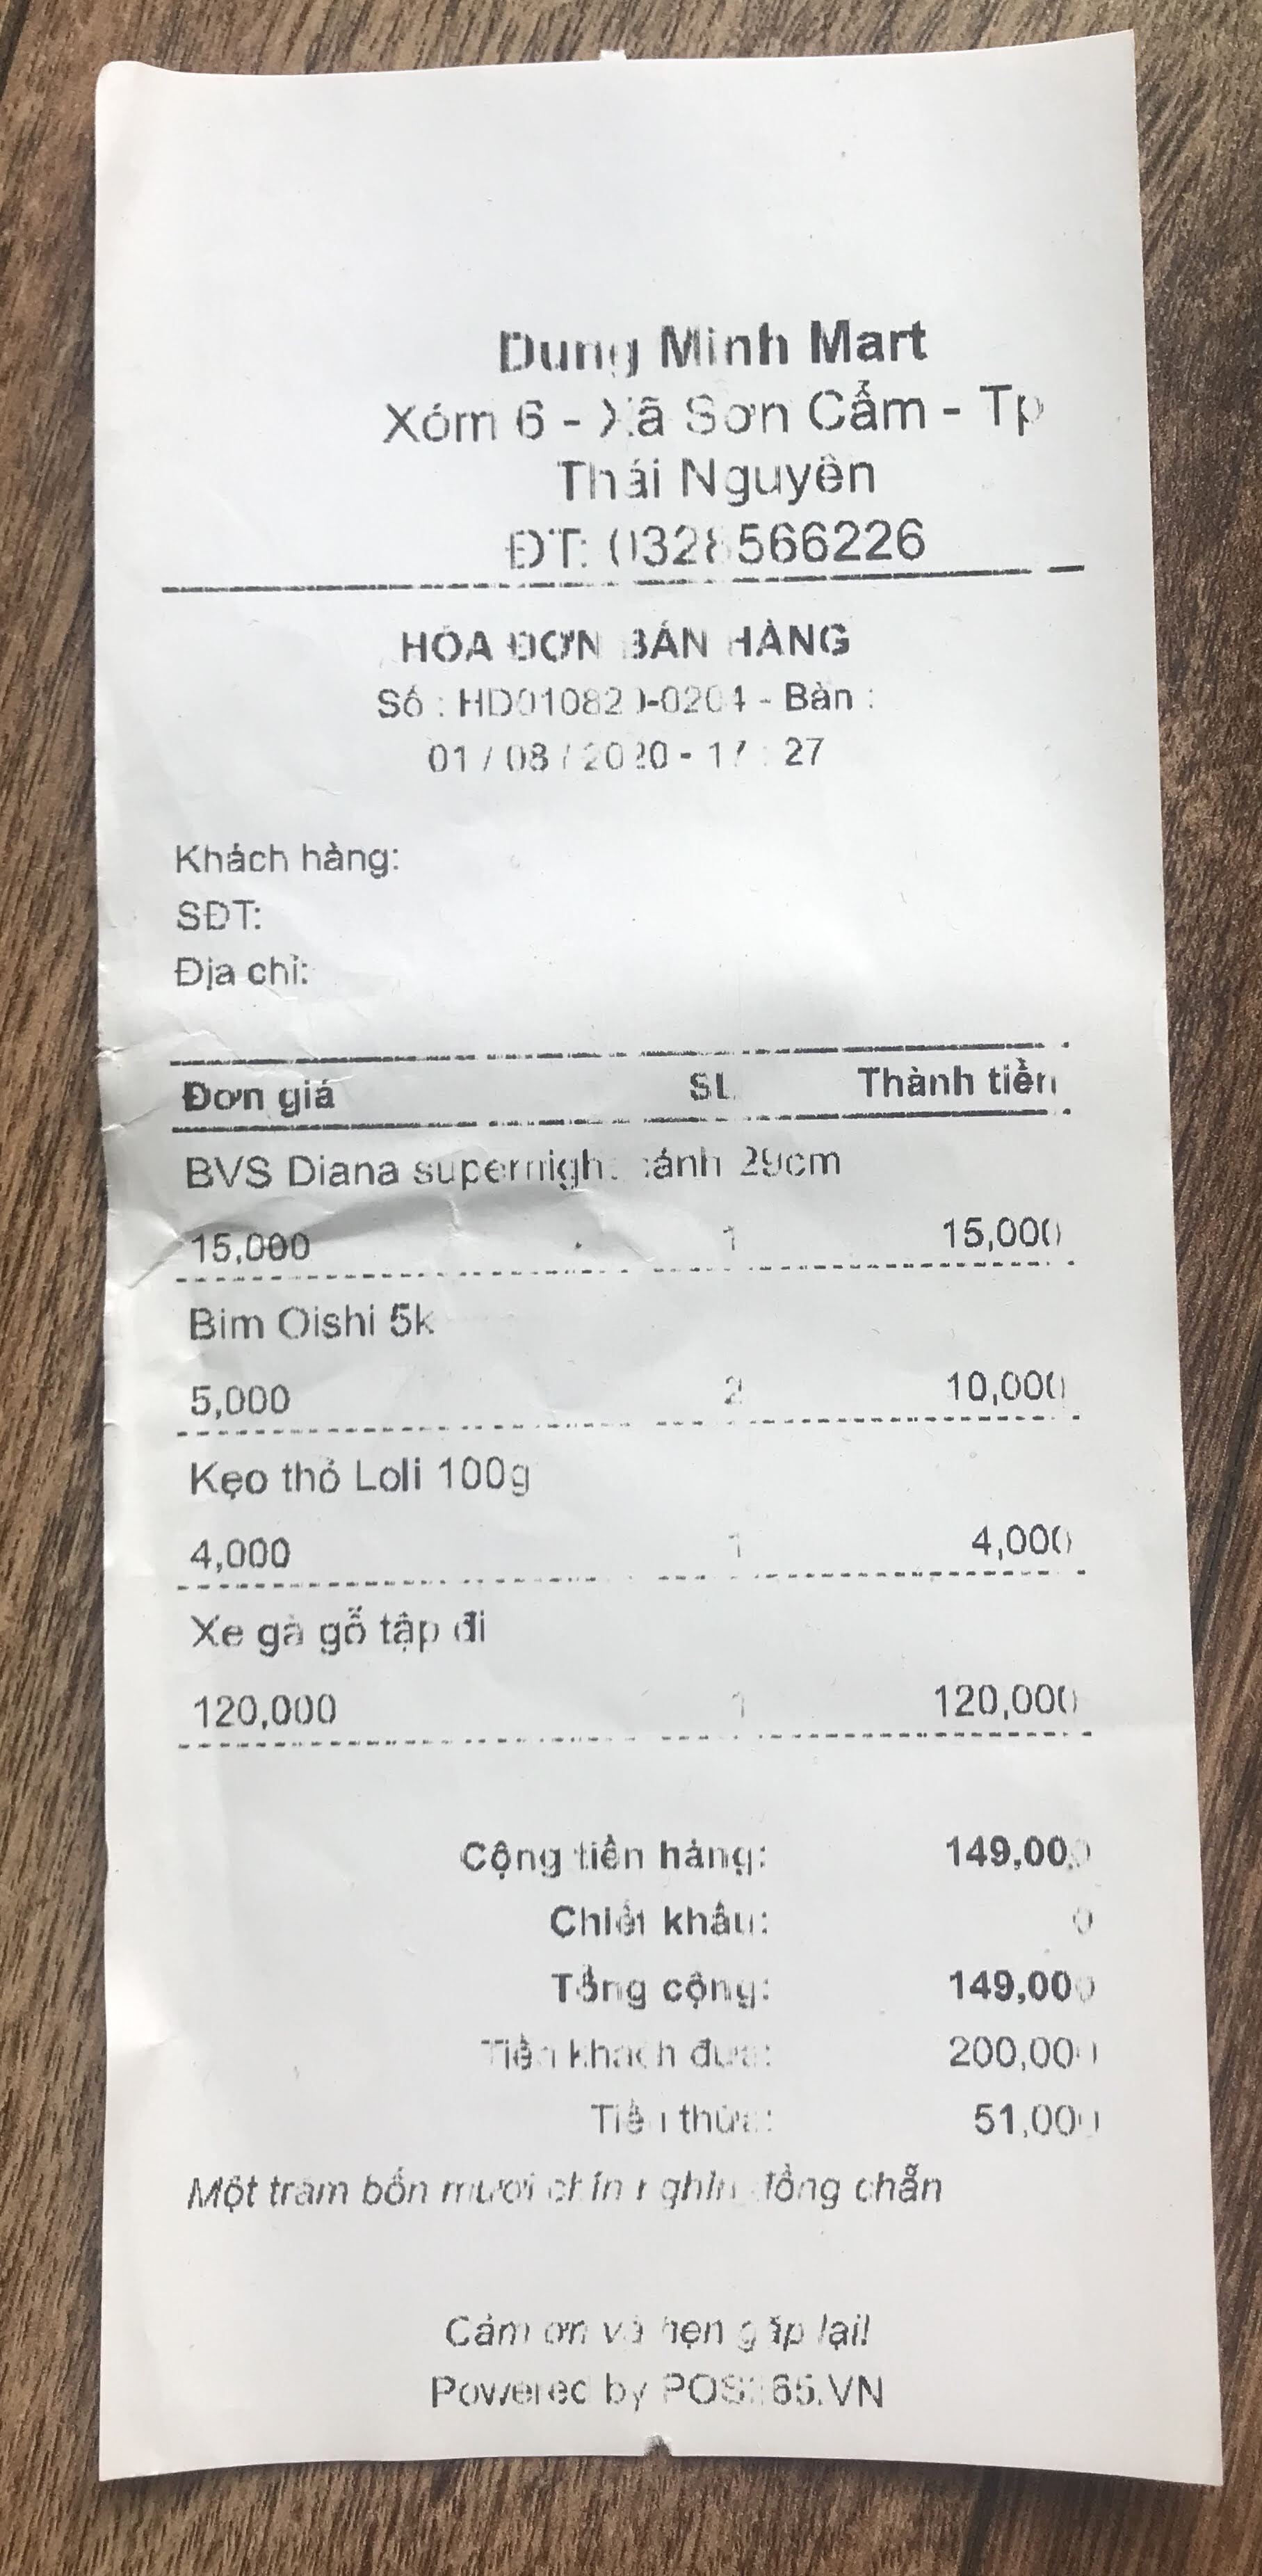 Dung Minh Mart
Xóm 6 - Xã Sơn Cẩm - Tp
Thái Nguyên
ĐT: 0328566226
HÓA ĐƠN BÁN HÀNG
Số : HD010820-0204 - Bàn :
01 / 08 / 2020 - 17 : 27
Khách hàng:
SĐT:
Địa chỉ:
Đơn giá SL Thành tiền
BVS Diana supernight cánh 29cm
15,000 1 15,000
Bim Oishi 5k
5,000 2 10,000
Kẹo thỏ Loli 100g
4,000 1 4,000
Xe gà gỗ tập đi
120,000 1 120,000
Cộng tiền hàng: 149,000
Chiết khấu: 0
Tổng cộng: 149,000
Tiền khách đưa: 200,000
Tiền thừa: 51,000
Một trăm bốn mươi chín nghìn đồng chẵn
Cảm ơn và hẹn gặp lại!
Powered by POS365.VN